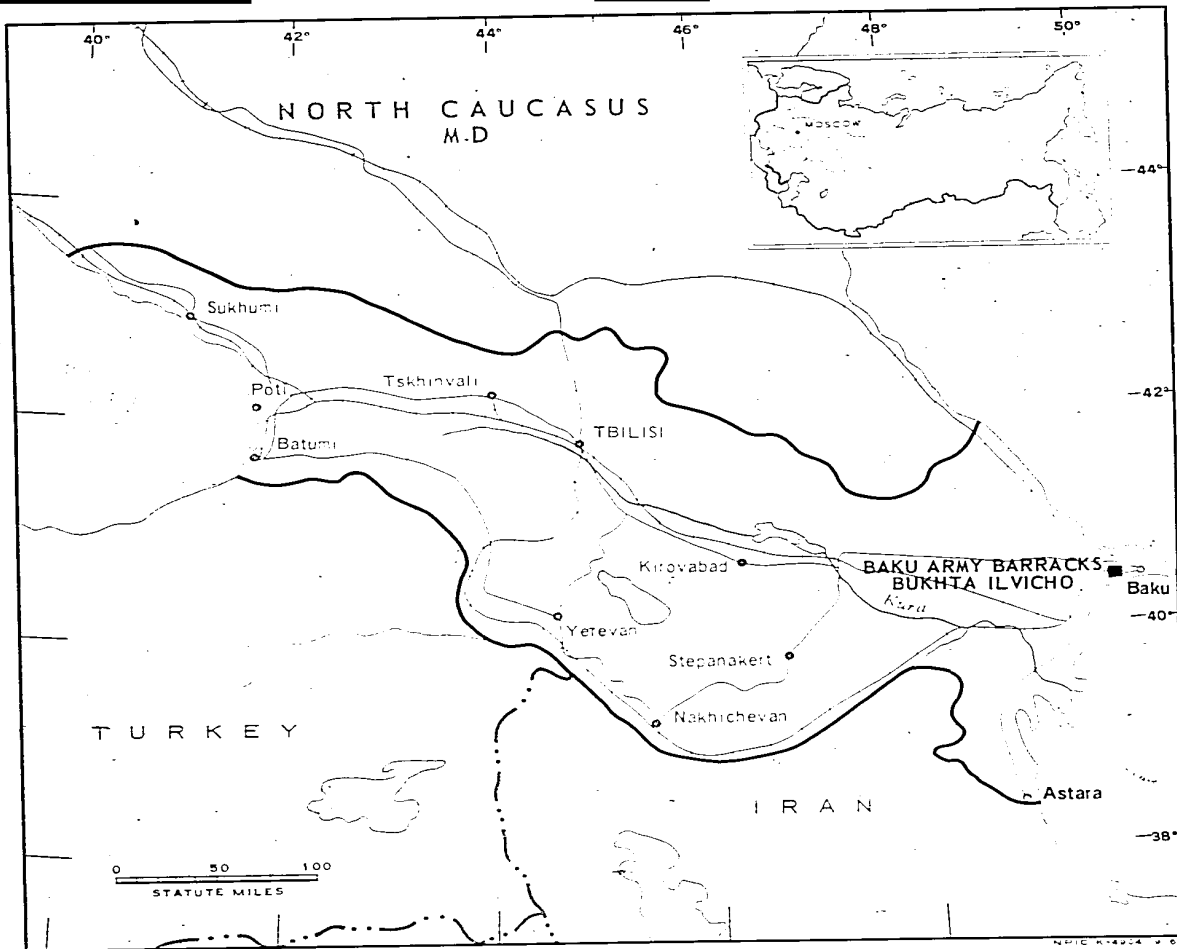 40° 42° 44° 46° 48° 50°
NORTH CAUCASUS
M-D
MOSCOW
44°
Sukhumi
Poti
Tskhinvali
42°
Batumi
TBILISI
Kirovabad
BAKU ARMY BARRACKS
BUKHTA ILVICHO
Baku
Kura
40°
Yerevan
Stepanakert
Nakhichevan
TURKEY
IRAN
Astara
38°
0 50 100
STATUTE MILES